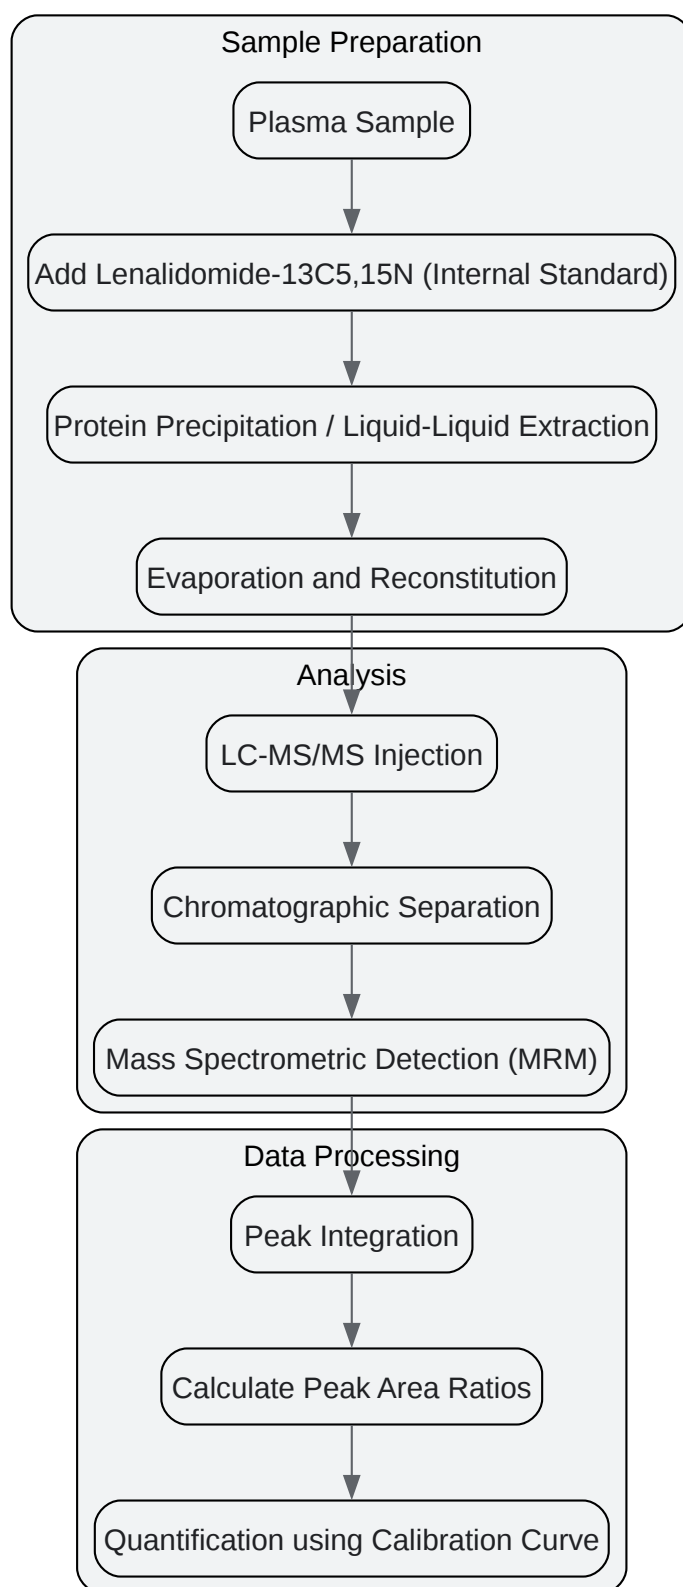 Sample Preparation
Plasma Sample
Add Lenalidomide-13C5,15N (Internal Standard)
Protein Precipitation / Liquid-Liquid Extraction
Evaporation and Reconstitution
Analysis
LC-MS/MS Injection
Chromatographic Separation
Mass Spectrometric Detection (MRM)
Data Processing
Peak Integration
Calculate Peak Area Ratios
Quantification using Calibration Curve